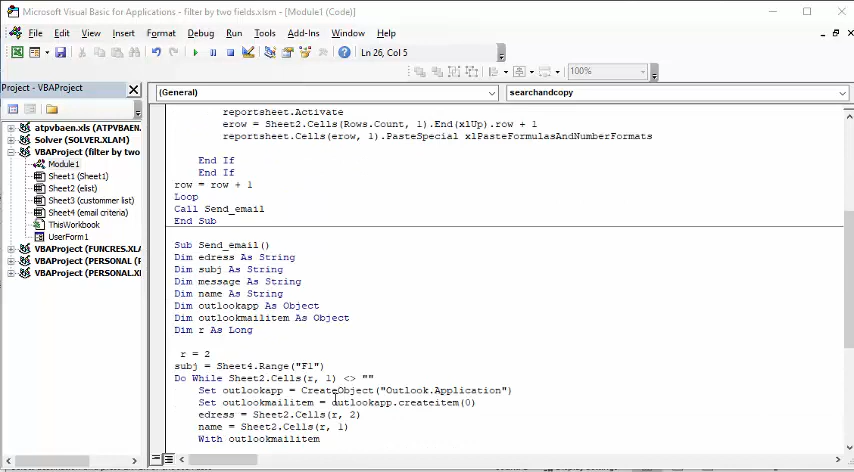 Microsoft Visual Basic for Applications - filter by two fields.xlsm - [Module1 (Code)]
File Edit View Insert Format Debug Run Tools Add-Ins Window Help
Ln 26, Col 5
100%
Project - VBAProject
(General) searchandcopy
atpvbaen.xls (ATPVBAEN.
Solver (SOLVER.XLAM)
VBAProject (filter by two
Module1
Sheet1 (Sheet1)
Sheet2 (elist)
Sheet3 (custommer list)
Sheet4 (email criteria)
ThisWorkbook
UserForm1
VBAProject (FUNCRES.XLA
VBAProject (PERSONAL (F
VBAProject (PERSONAL.XL
reportsheet.Activate
erow = Sheet2.Cells(Rows.Count, 1).End(xlUp).row + 1
reportsheet.Cells(erow, 1).PasteSpecial xlPasteFormulasAndNumberFormats
End If
End If
row = row + 1
Loop
Call Send_email
End Sub
Sub Send_email()
Dim edress As String
Dim subj As String
Dim message As String
Dim name As String
Dim outlookapp As Object
Dim outlookmailitem As Object
Dim r As Long
r = 2
subj = Sheet4.Range("F1")
Do While Sheet2.Cells(r, 1) <> ""
Set outlookapp = CreateObject("Outlook.Application")
Set outlookmailitem = outlookapp.createitem(0)
edress = Sheet2.Cells(r, 2)
name = Sheet2.Cells(r, 1)
With outlookmailitem